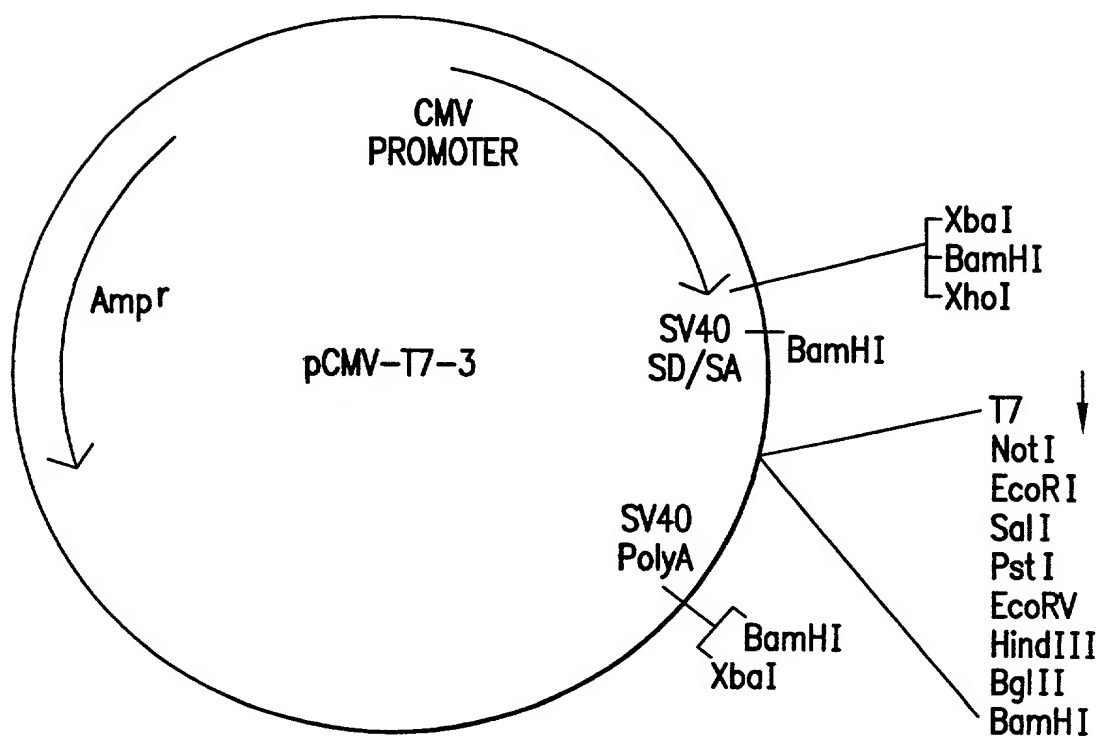 CMV
PROMOTER
Amp r
pCMV-T7-3
XbaI
BamHI
XhoI
SV40
SD/SA
BamHI
T7
NotI
EcoRI
SalI
PstI
EcoRV
HindIII
BglII
BamHI
SV40
PolyA
BamHI
XbaI